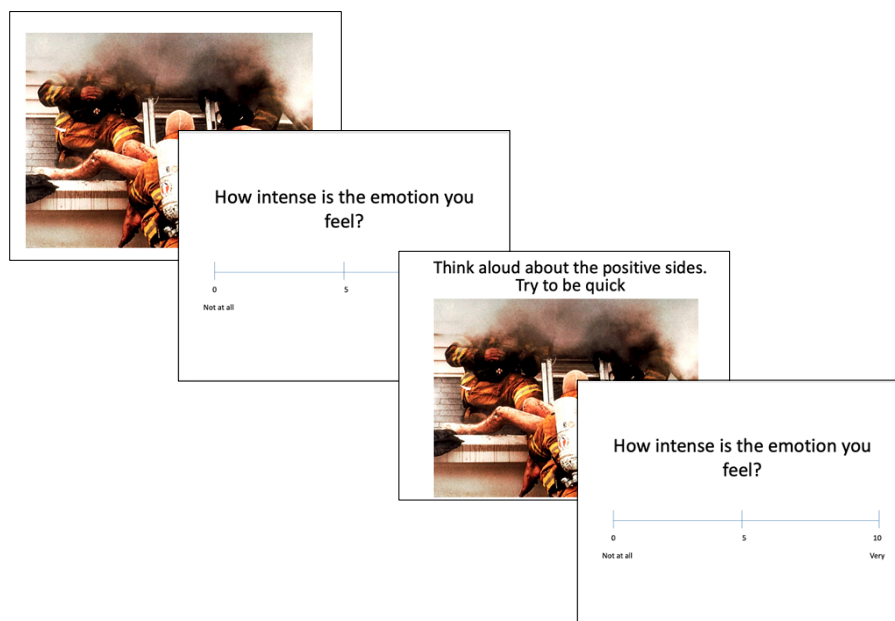 How intense is the emotion you
feel?
0
5
Not at all
Think aloud about the positive sides.
Try to be quick
How intense is the emotion you
feel?
0
5
10
Not at all
Very